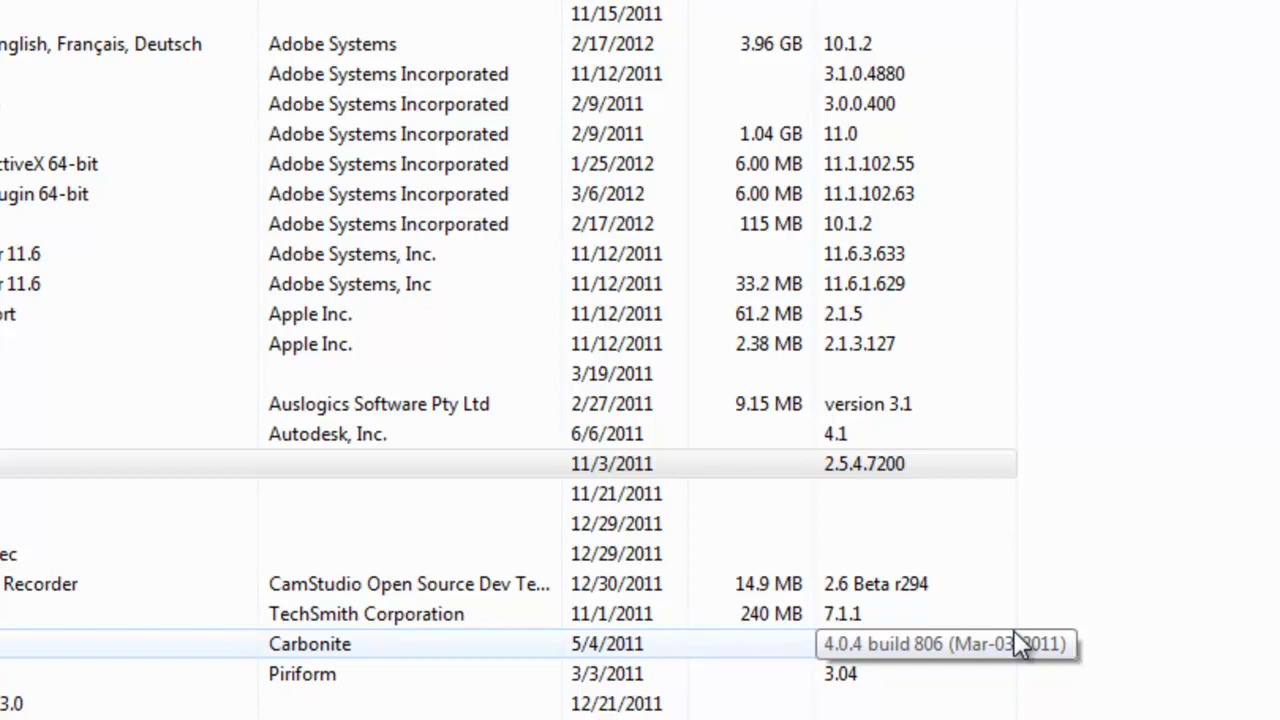 11/15/2011
nglish, Français, Deutsch Adobe Systems 2/17/2012 3.96 GB 10.1.2
Adobe Systems Incorporated 11/12/2011 3.1.0.4880
Adobe Systems Incorporated 2/9/2011 3.0.0.400
Adobe Systems Incorporated 2/9/2011 1.04 GB 11.0
ctiveX 64-bit Adobe Systems Incorporated 1/25/2012 6.00 MB 11.1.102.55
ugin 64-bit Adobe Systems Incorporated 3/6/2012 6.00 MB 11.1.102.63
Adobe Systems Incorporated 2/17/2012 115 MB 10.1.2
r 11.6 Adobe Systems, Inc. 11/12/2011 11.6.3.633
r 11.6 Adobe Systems, Inc 11/12/2011 33.2 MB 11.6.1.629
ort Apple Inc. 11/12/2011 61.2 MB 2.1.5
Apple Inc. 11/12/2011 2.38 MB 2.1.3.127
3/19/2011
Auslogics Software Pty Ltd 2/27/2011 9.15 MB version 3.1
Autodesk, Inc. 6/6/2011 4.1
11/3/2011 2.5.4.7200
11/21/2011
12/29/2011
ec 12/29/2011
Recorder CamStudio Open Source Dev Te... 12/30/2011 14.9 MB 2.6 Beta r294
TechSmith Corporation 11/1/2011 240 MB 7.1.1
Carbonite 5/4/2011 4.0.4 build 806 (Mar-03 2011)
Piriform 3/3/2011 3.04
3.0 12/21/2011